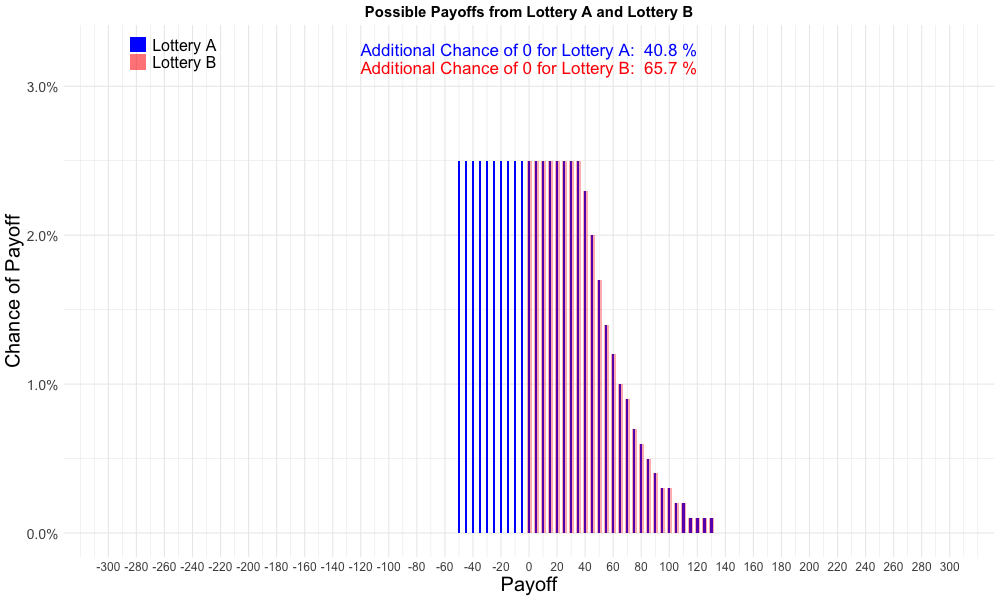 Possible Payoffs from Lottery A and Lottery B
Lottery A
Lottery B
Additional Chance of 0 for Lottery A: 40.8 %
Additional Chance of 0 for Lottery B: 65.7 %
Chance of Payoff
3.0%
2.0%
1.0%
0.0%
-300 -280 -260 -240 -220 -200 -180 -160 -140 -120 -100 -80 -60 -40 -20 0 20 40 60 80 100 120 140 160 180 200 220 240 260 280 300
Payoff